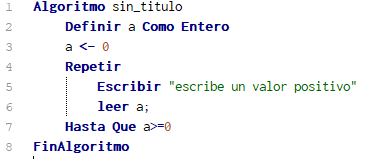 1 Algoritmo sin_titulo
2 Definir a Como Entero
3 a <- 0
4 Repetir
5 Escribir "escribe un valor positivo"
6 leer a;
7 Hasta Que a>=0
8 FinAlgoritmo